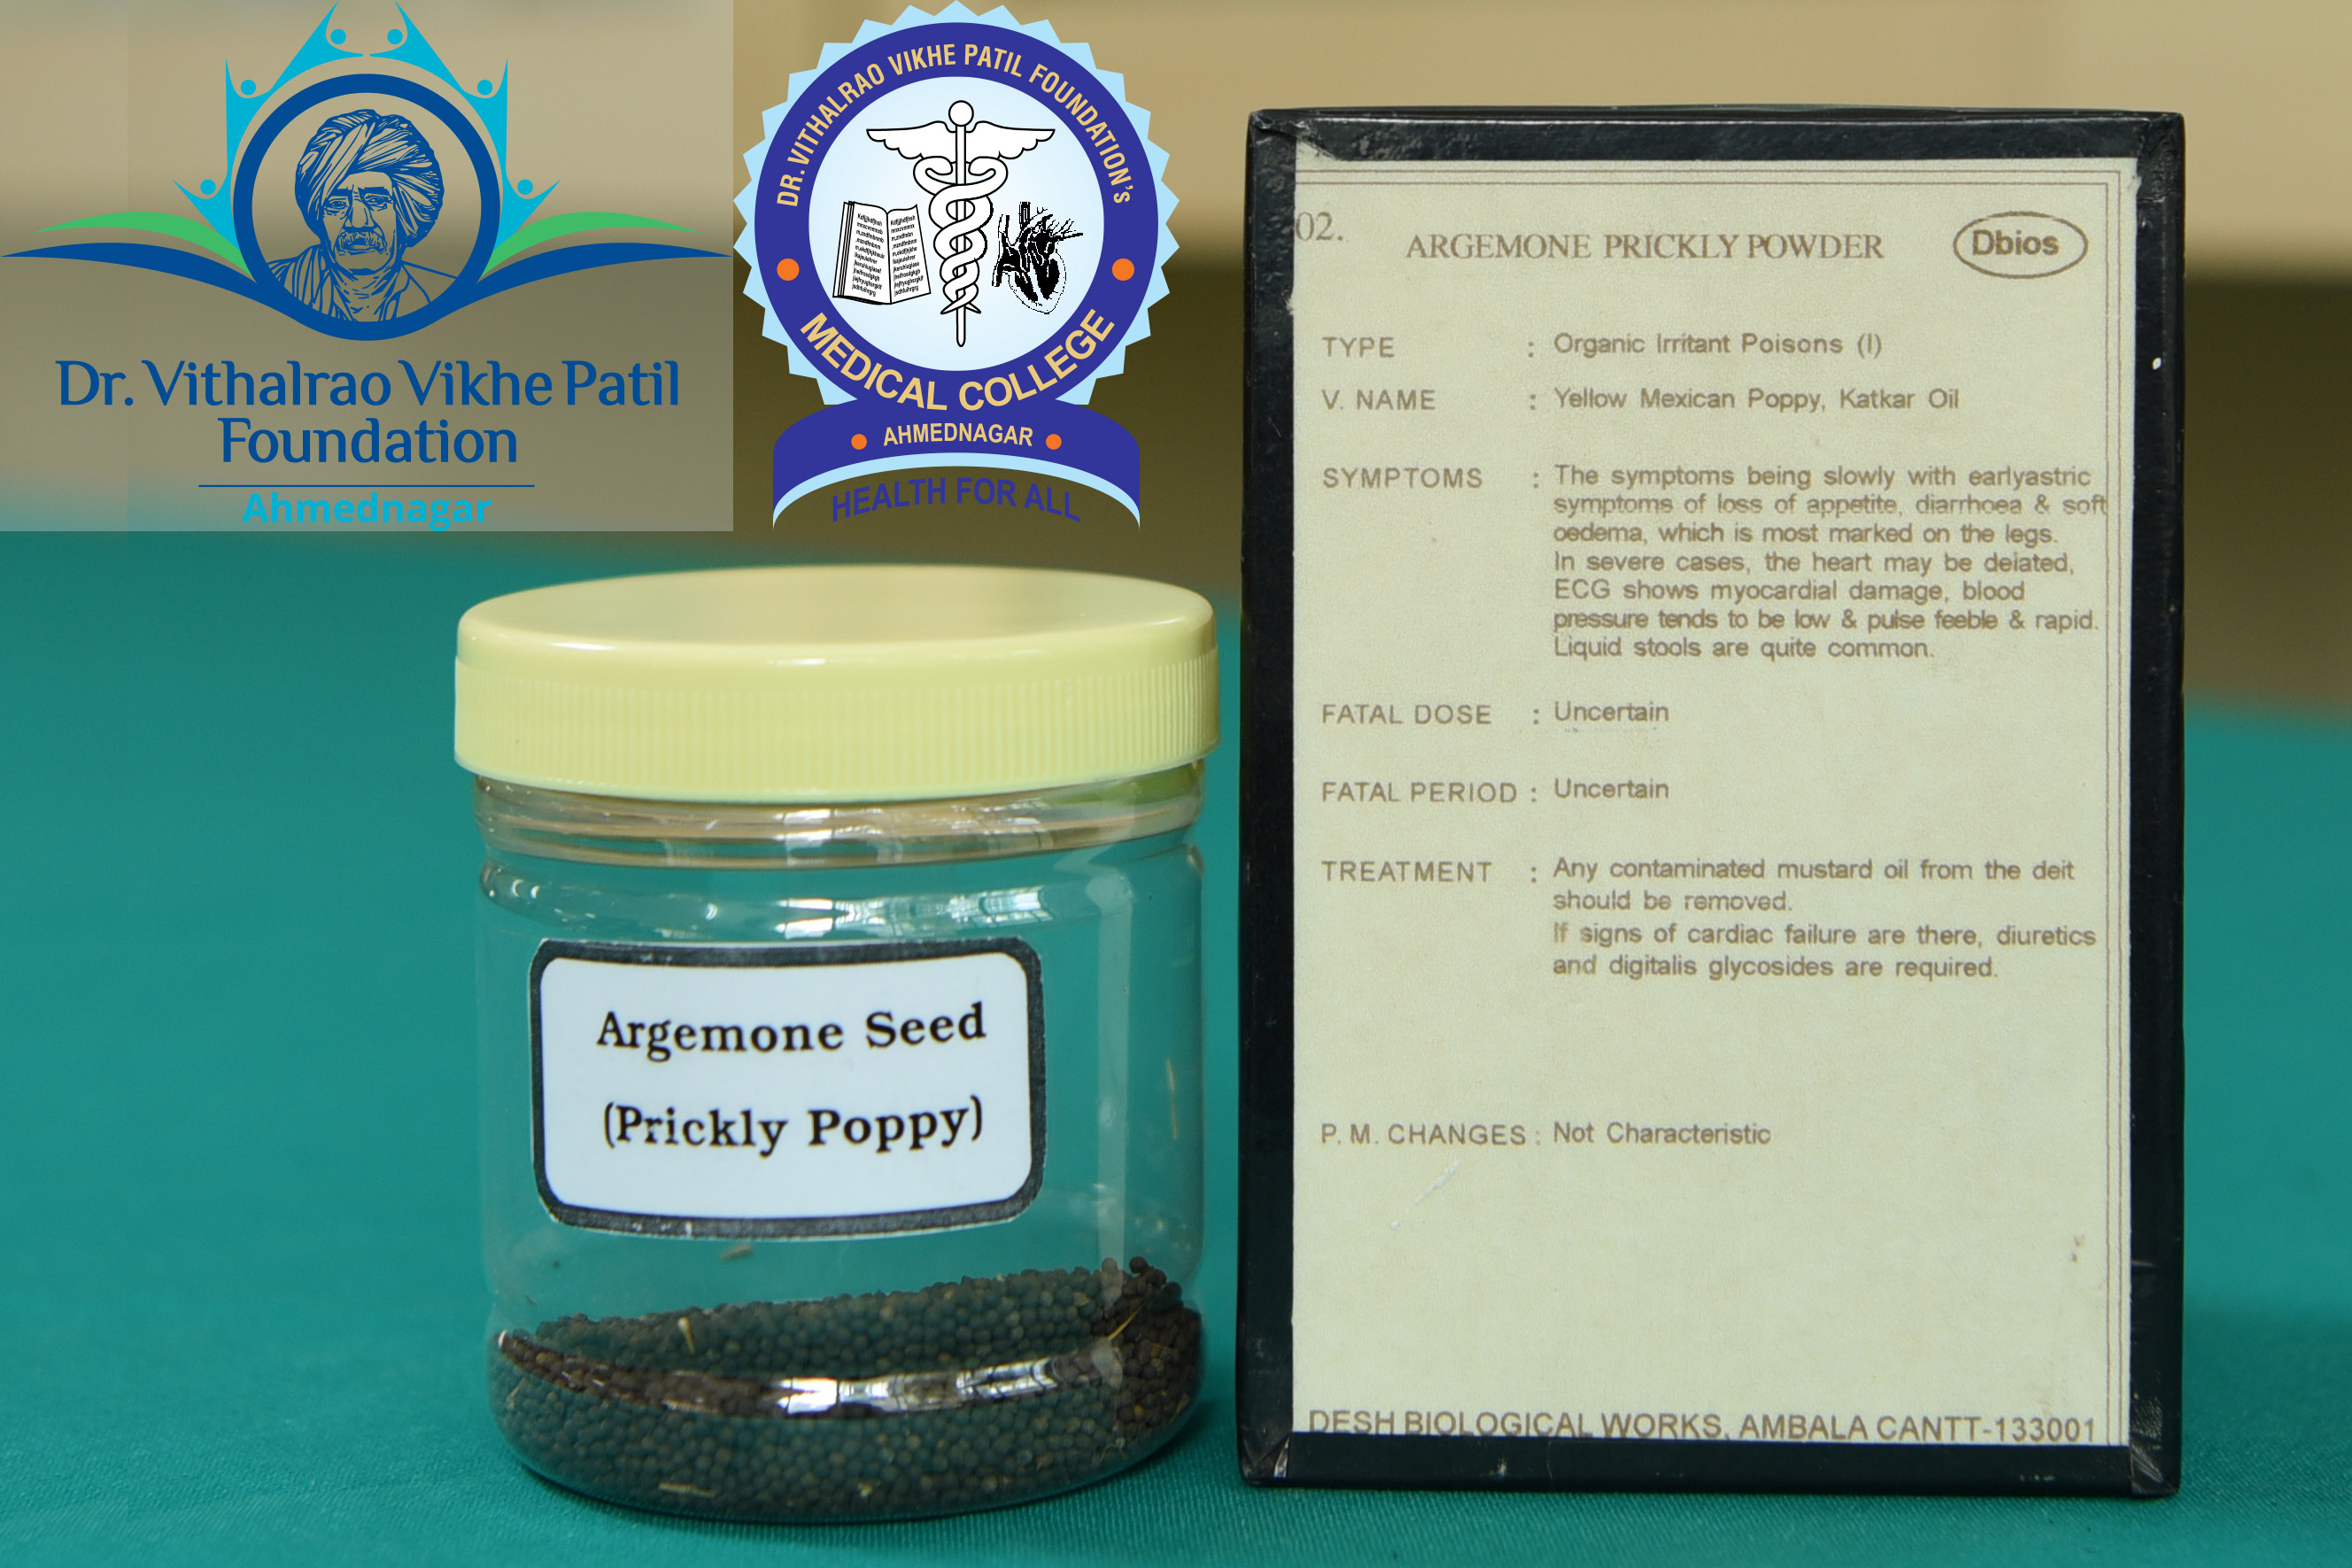 Dr. Vithalrao Vikhe Patil
Foundation
Ahmednagar
DR. VITHALRAO VIKHE PATIL FOUNDATION's
MEDICAL COLLEGE
AHMEDNAGAR
HEALTH FOR ALL
Argemone Seed
(Prickly Poppy)
02.
ARGEMONE PRICKLY POWDER
Dbios
TYPE : Organic Irritant Poisons (I)
V. NAME : Yellow Mexican Poppy, Katkar Oil
SYMPTOMS : The symptoms being slowly with earlyastric
symptoms of loss of appetite, diarrhoea & soft
oedema, which is most marked on the legs.
In severe cases, the heart may be deiated,
ECG shows myocardial damage, blood
pressure tends to be low & pulse feeble & rapid.
Liquid stools are quite common.
FATAL DOSE : Uncertain
FATAL PERIOD : Uncertain
TREATMENT : Any contaminated mustard oil from the deit
should be removed.
If signs of cardiac failure are there, diuretics
and digitalis glycosides are required.
P. M. CHANGES : Not Characteristic
DESH BIOLOGICAL WORKS, AMBALA CANTT-133001